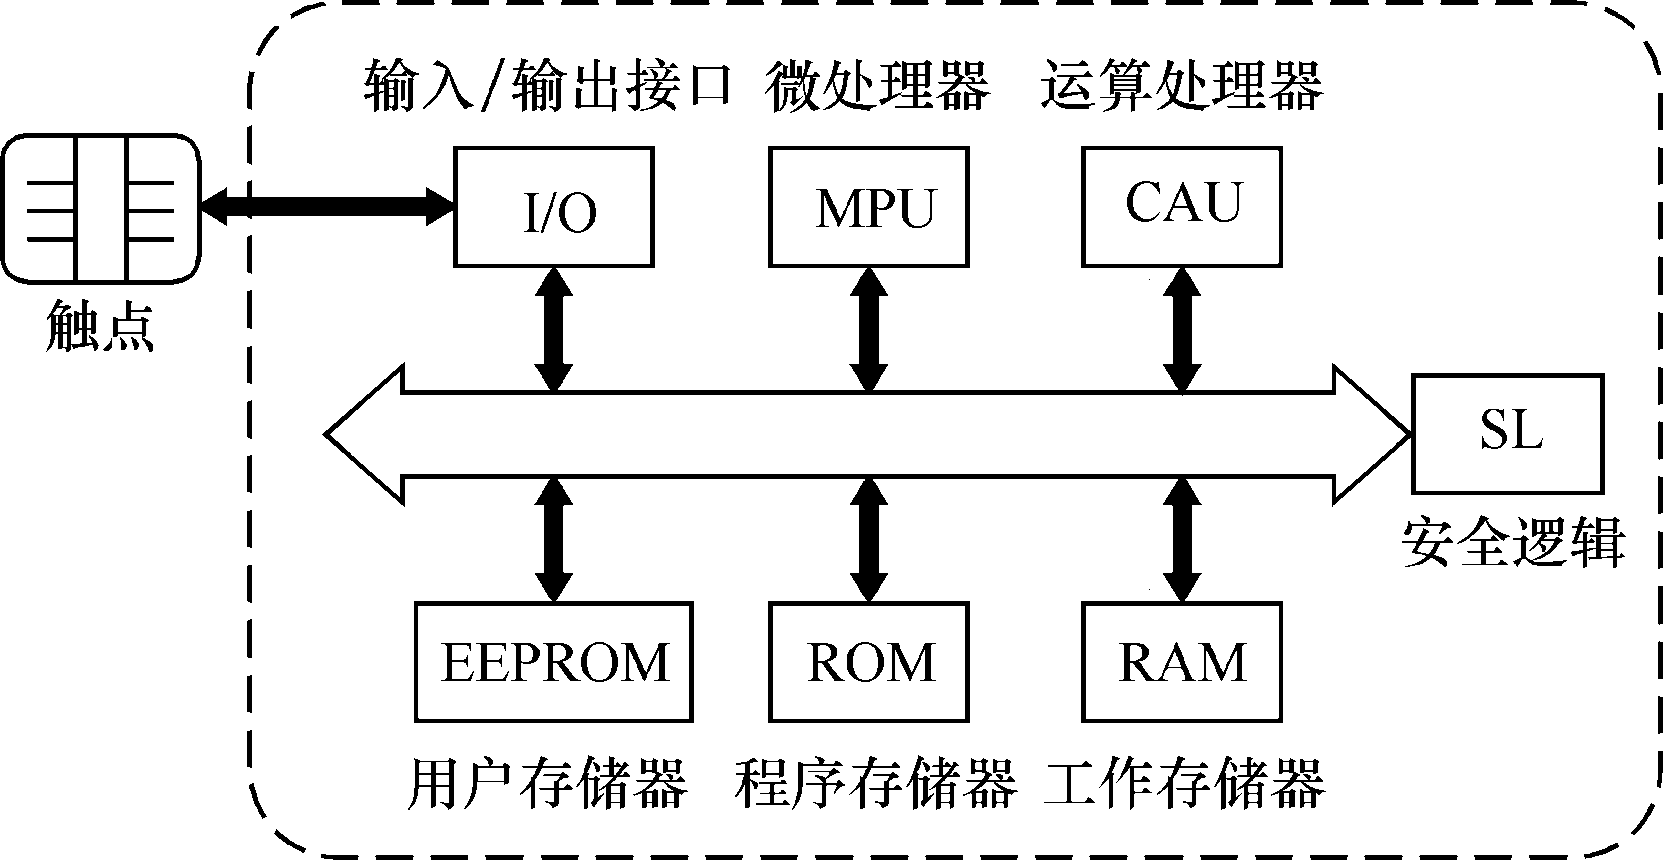 输入/输出接口
微处理器
运算处理器
I/O
MPU
CAU
触点
SL
安全逻辑
EEPROM
ROM
RAM
用户存储器
程序存储器
工作存储器